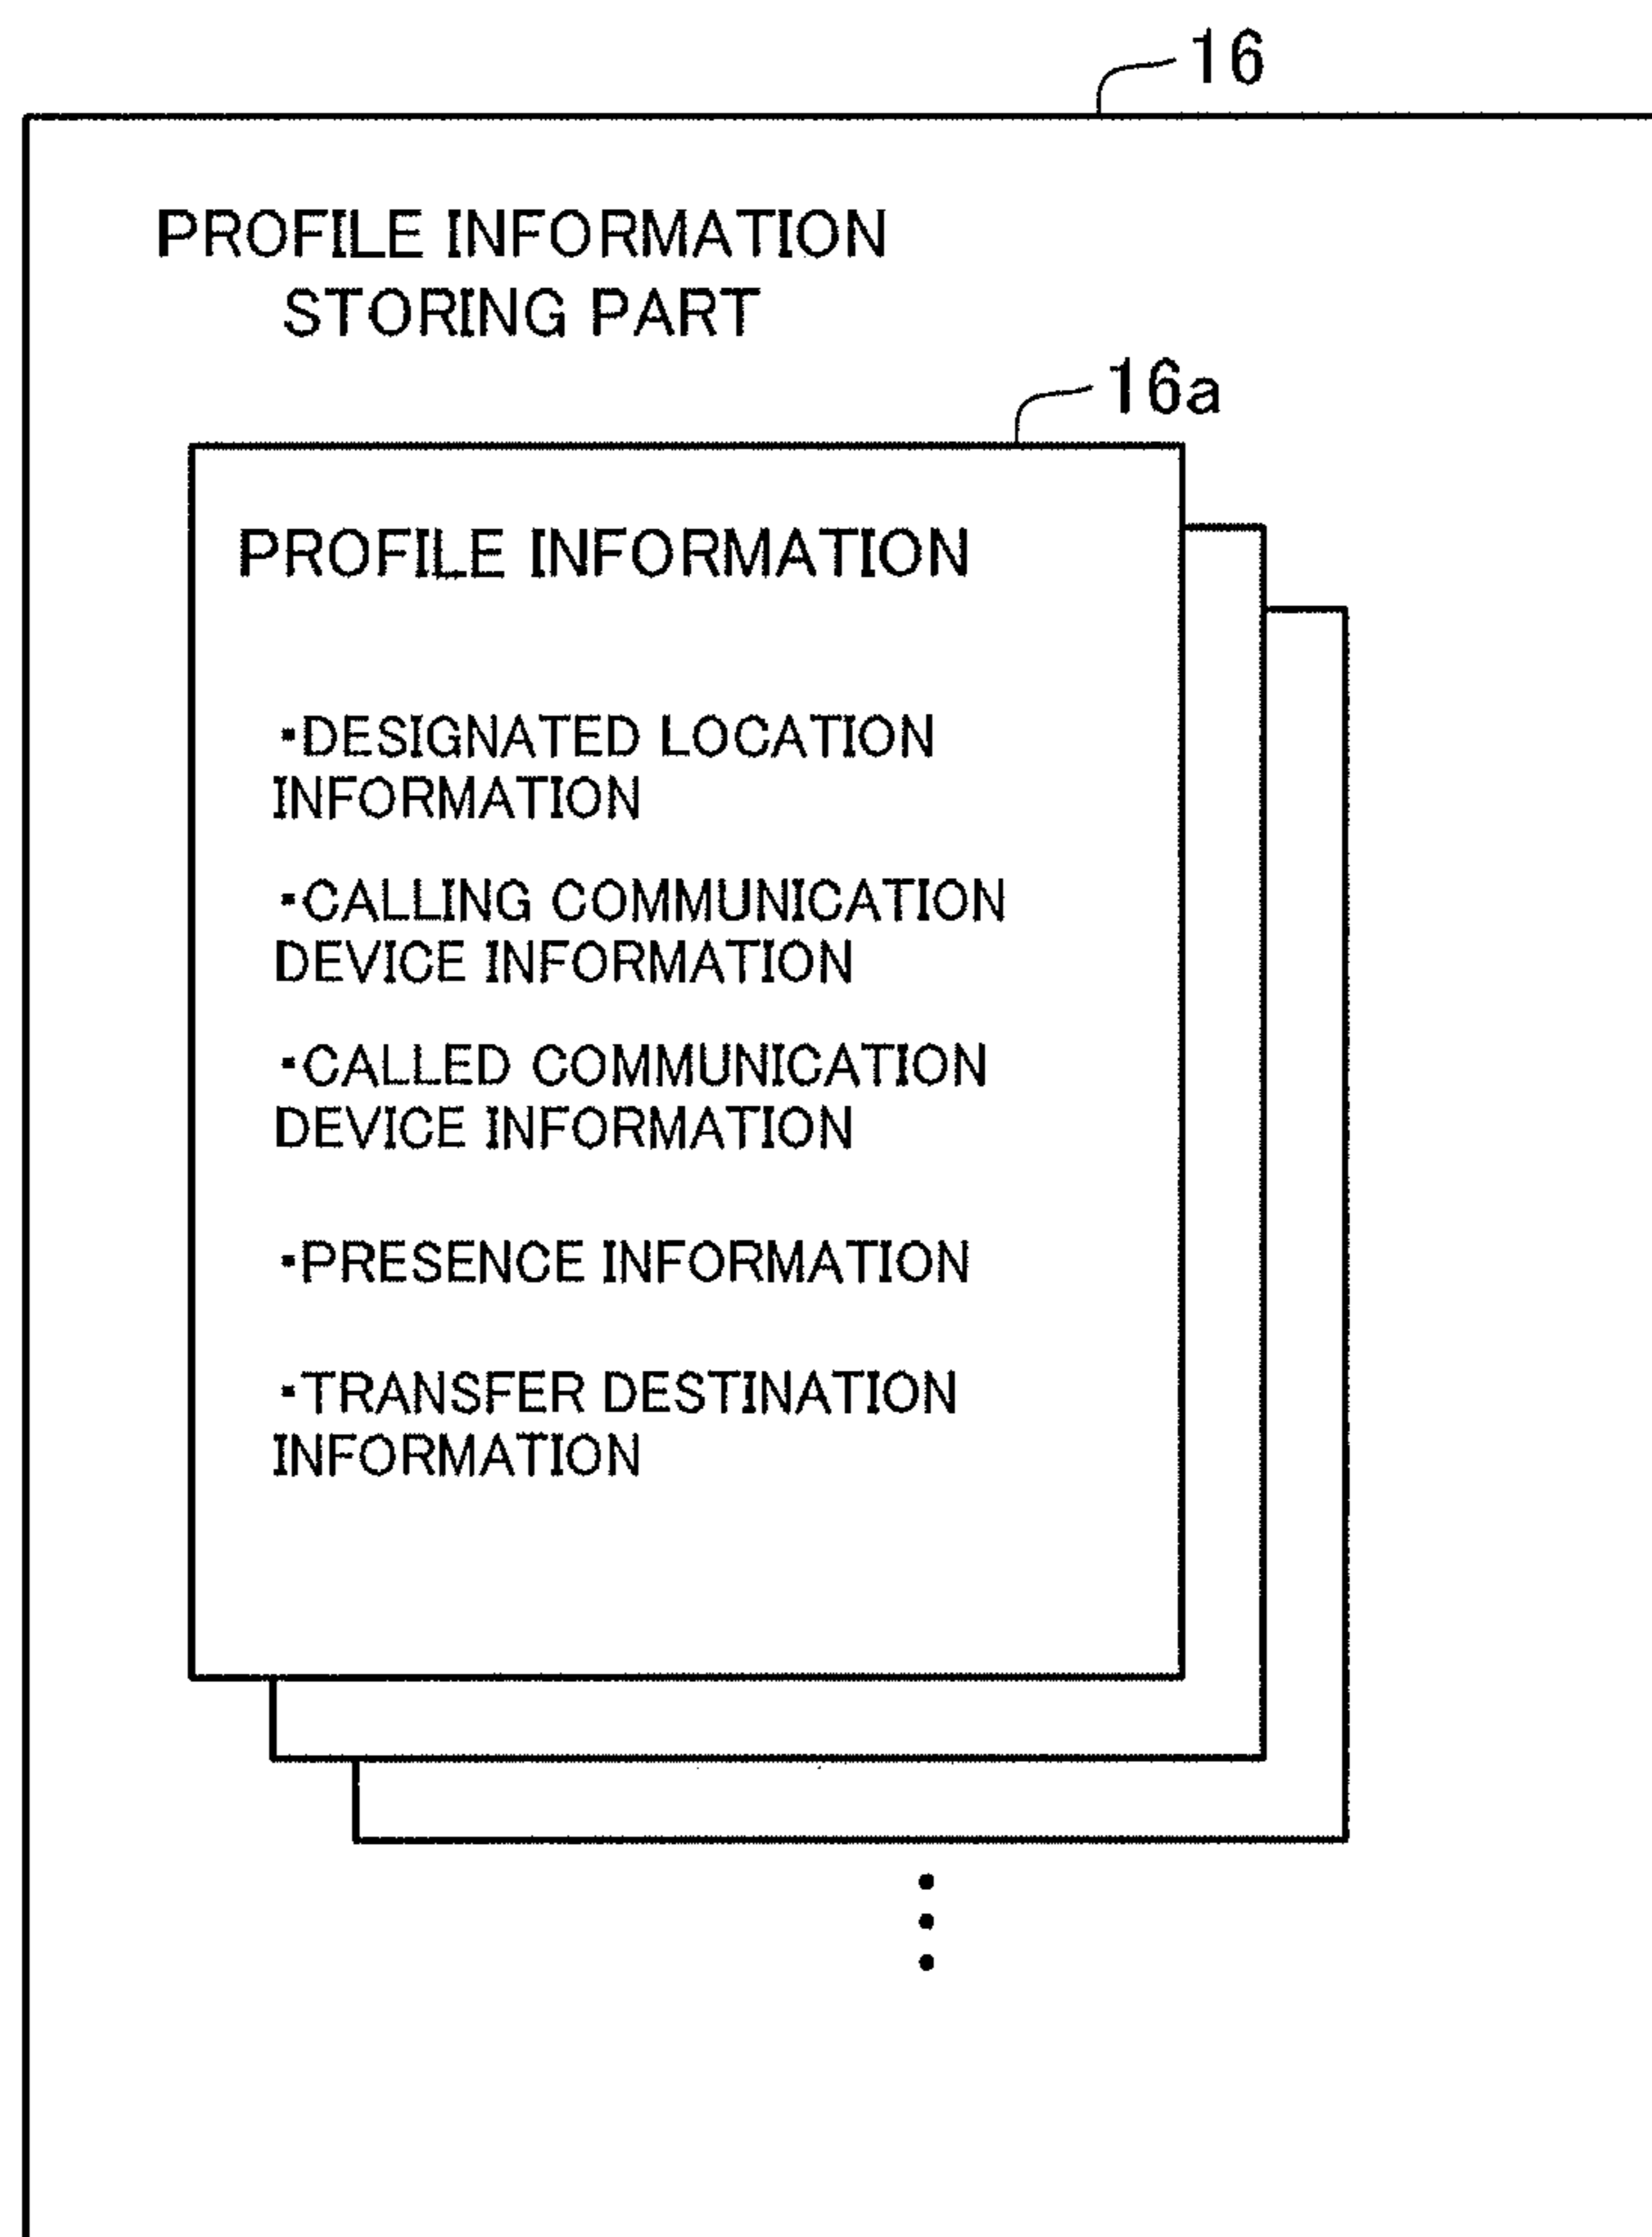 16
PROFILE INFORMATION
STORING PART
16a
PROFILE INFORMATION
▪DESIGNATED LOCATION
INFORMATION
▪CALLING COMMUNICATION
DEVICE INFORMATION
▪CALLED COMMUNICATION
DEVICE INFORMATION
▪PRESENCE INFORMATION
▪TRANSFER DESTINATION
INFORMATION